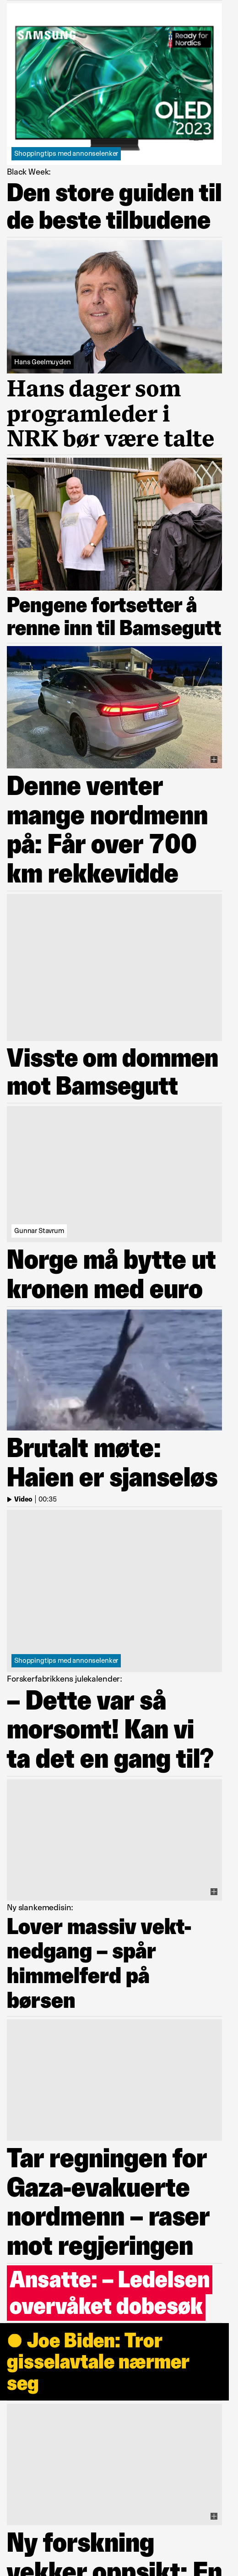 SAMSUNG
Ready for
Nordics
OLED
2023
Shoppingtips med annonselenker
Black Week:
Den store guiden til
de beste tilbudene
Hans Geelmuyden
Hans dager som
programleder i
NRK bør være talte
Pengene fortsetter å
renne inn til Bamsegutt
Denne venter
mange nordmenn
på: Får over 700
km rekkevidde
Visste om dommen
mot Bamsegutt
Gunnar Stavrum
Norge må bytte ut
kronen med euro
Brutalt møte:
Haien er sjanseløs
Video | 00:35
Shoppingtips med annonselenker
Forskerfabrikkens julekalender:
– Dette var så
morsomt! Kan vi
ta det en gang til?
Ny slankemedisin:
Lover massiv vekt-
nedgang – spår
himmelferd på
børsen
Tar regningen for
Gaza-evakuerte
nordmenn – raser
mot regjeringen
Ansatte: – Ledelsen
overvåket dobesøk
● Joe Biden: Tror
gisselavtale nærmer
seg
Ny forskning
vekker oppsikt: En